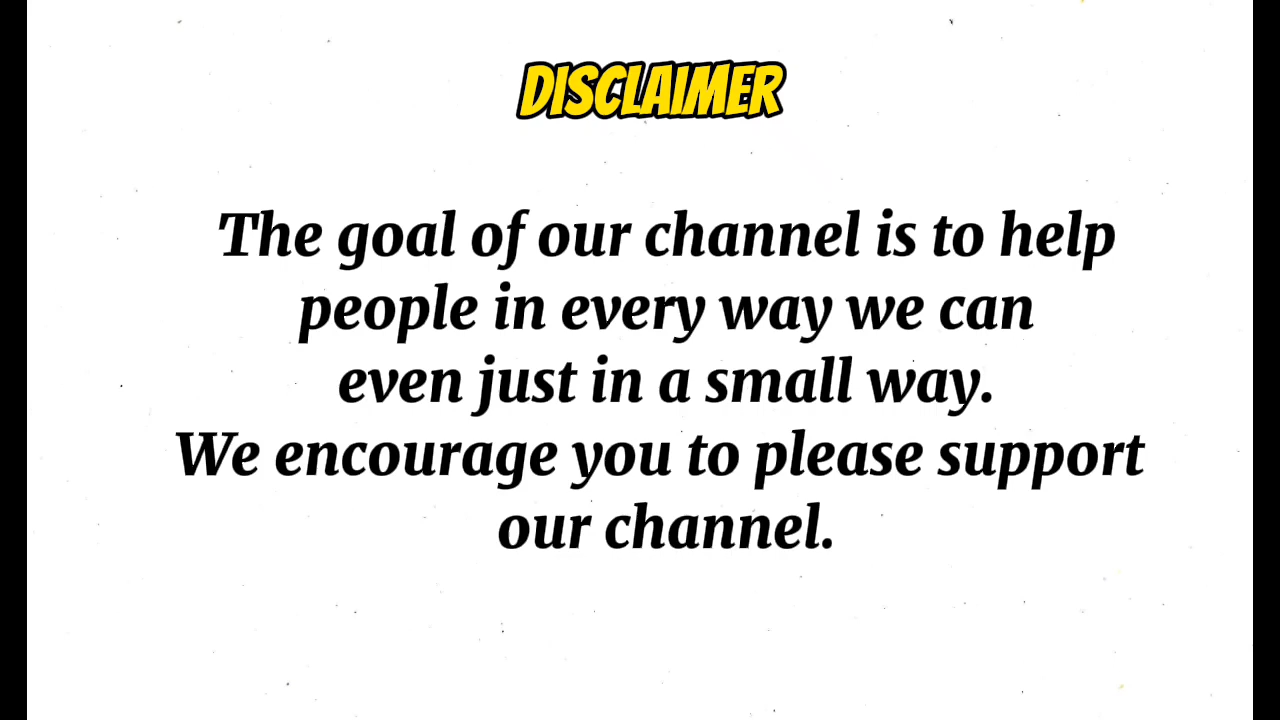 DISCLAIMER
The goal of our channel is to help
people in every way we can
even just in a small way.
We encourage you to please support
our channel.